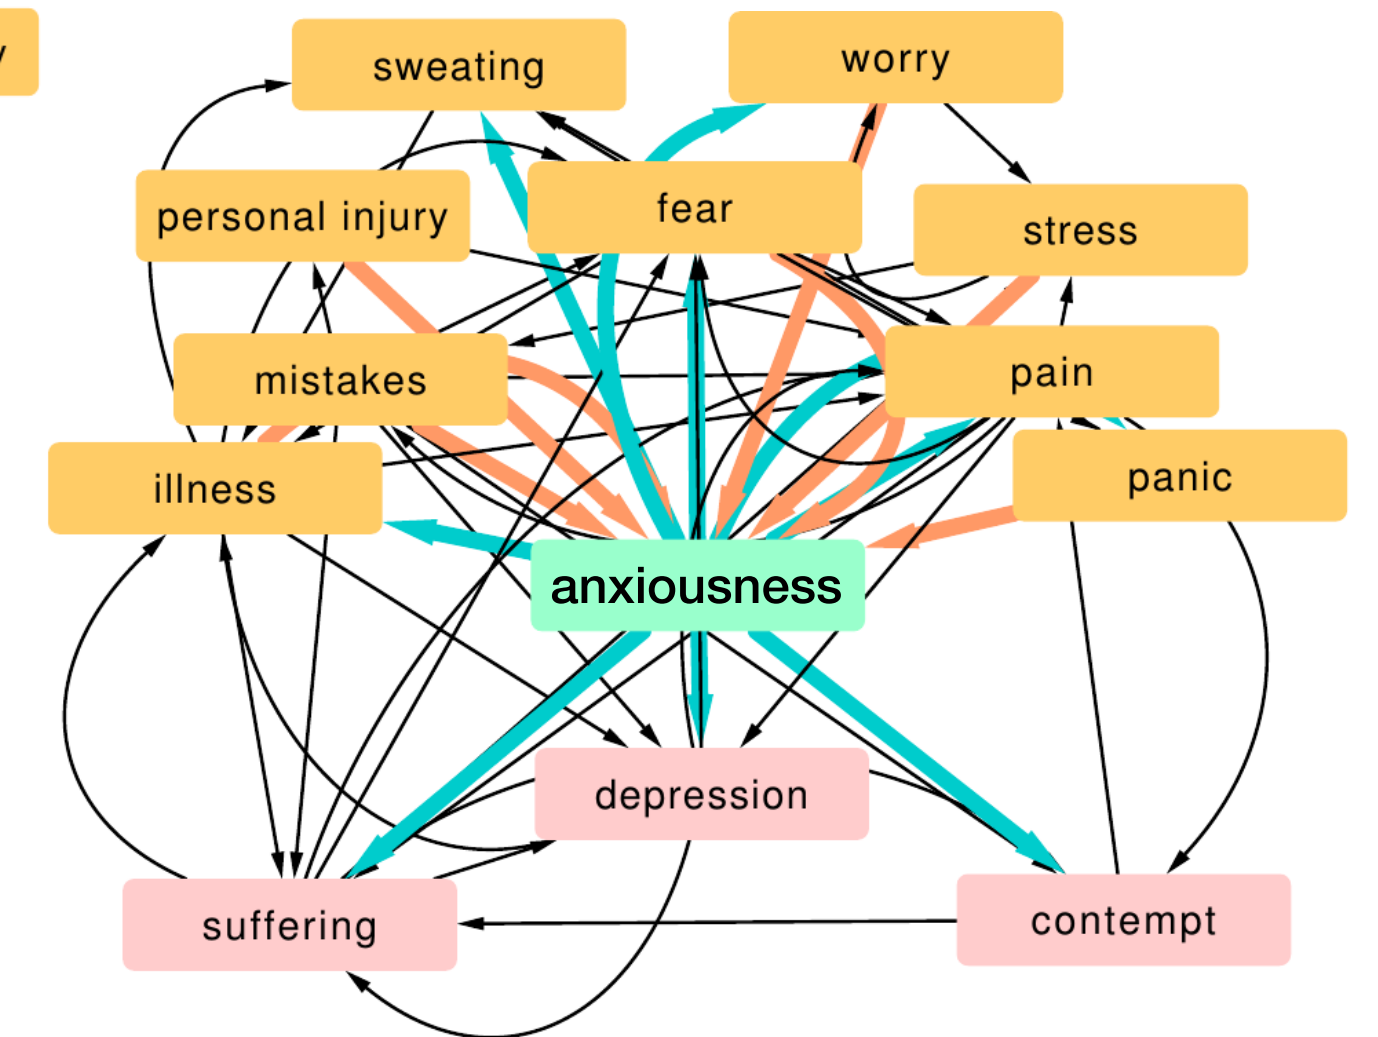 sweating
worry
personal injury
fear
stress
mistakes
pain
illness
panic
anxiousness
depression
suffering
contempt